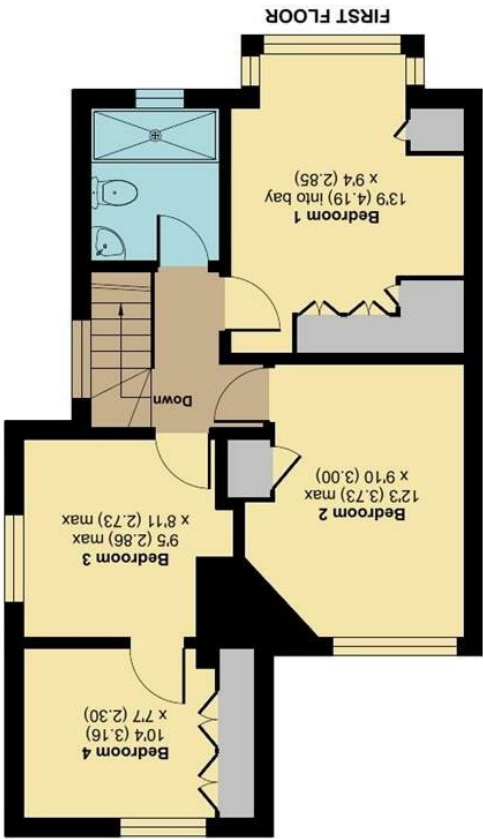 FIRST FLOOR
Bedroom 1
13'9 (4.19) into bay
x 9'4 (2.85)
Down
Bedroom 2
12'3 (3.73) max
x 9'10 (3.00)
Bedroom 3
9'5 (2.86) max
x 8'11 (2.73) max
Bedroom 4
10'4 (3.16)
x 7'7 (2.30)